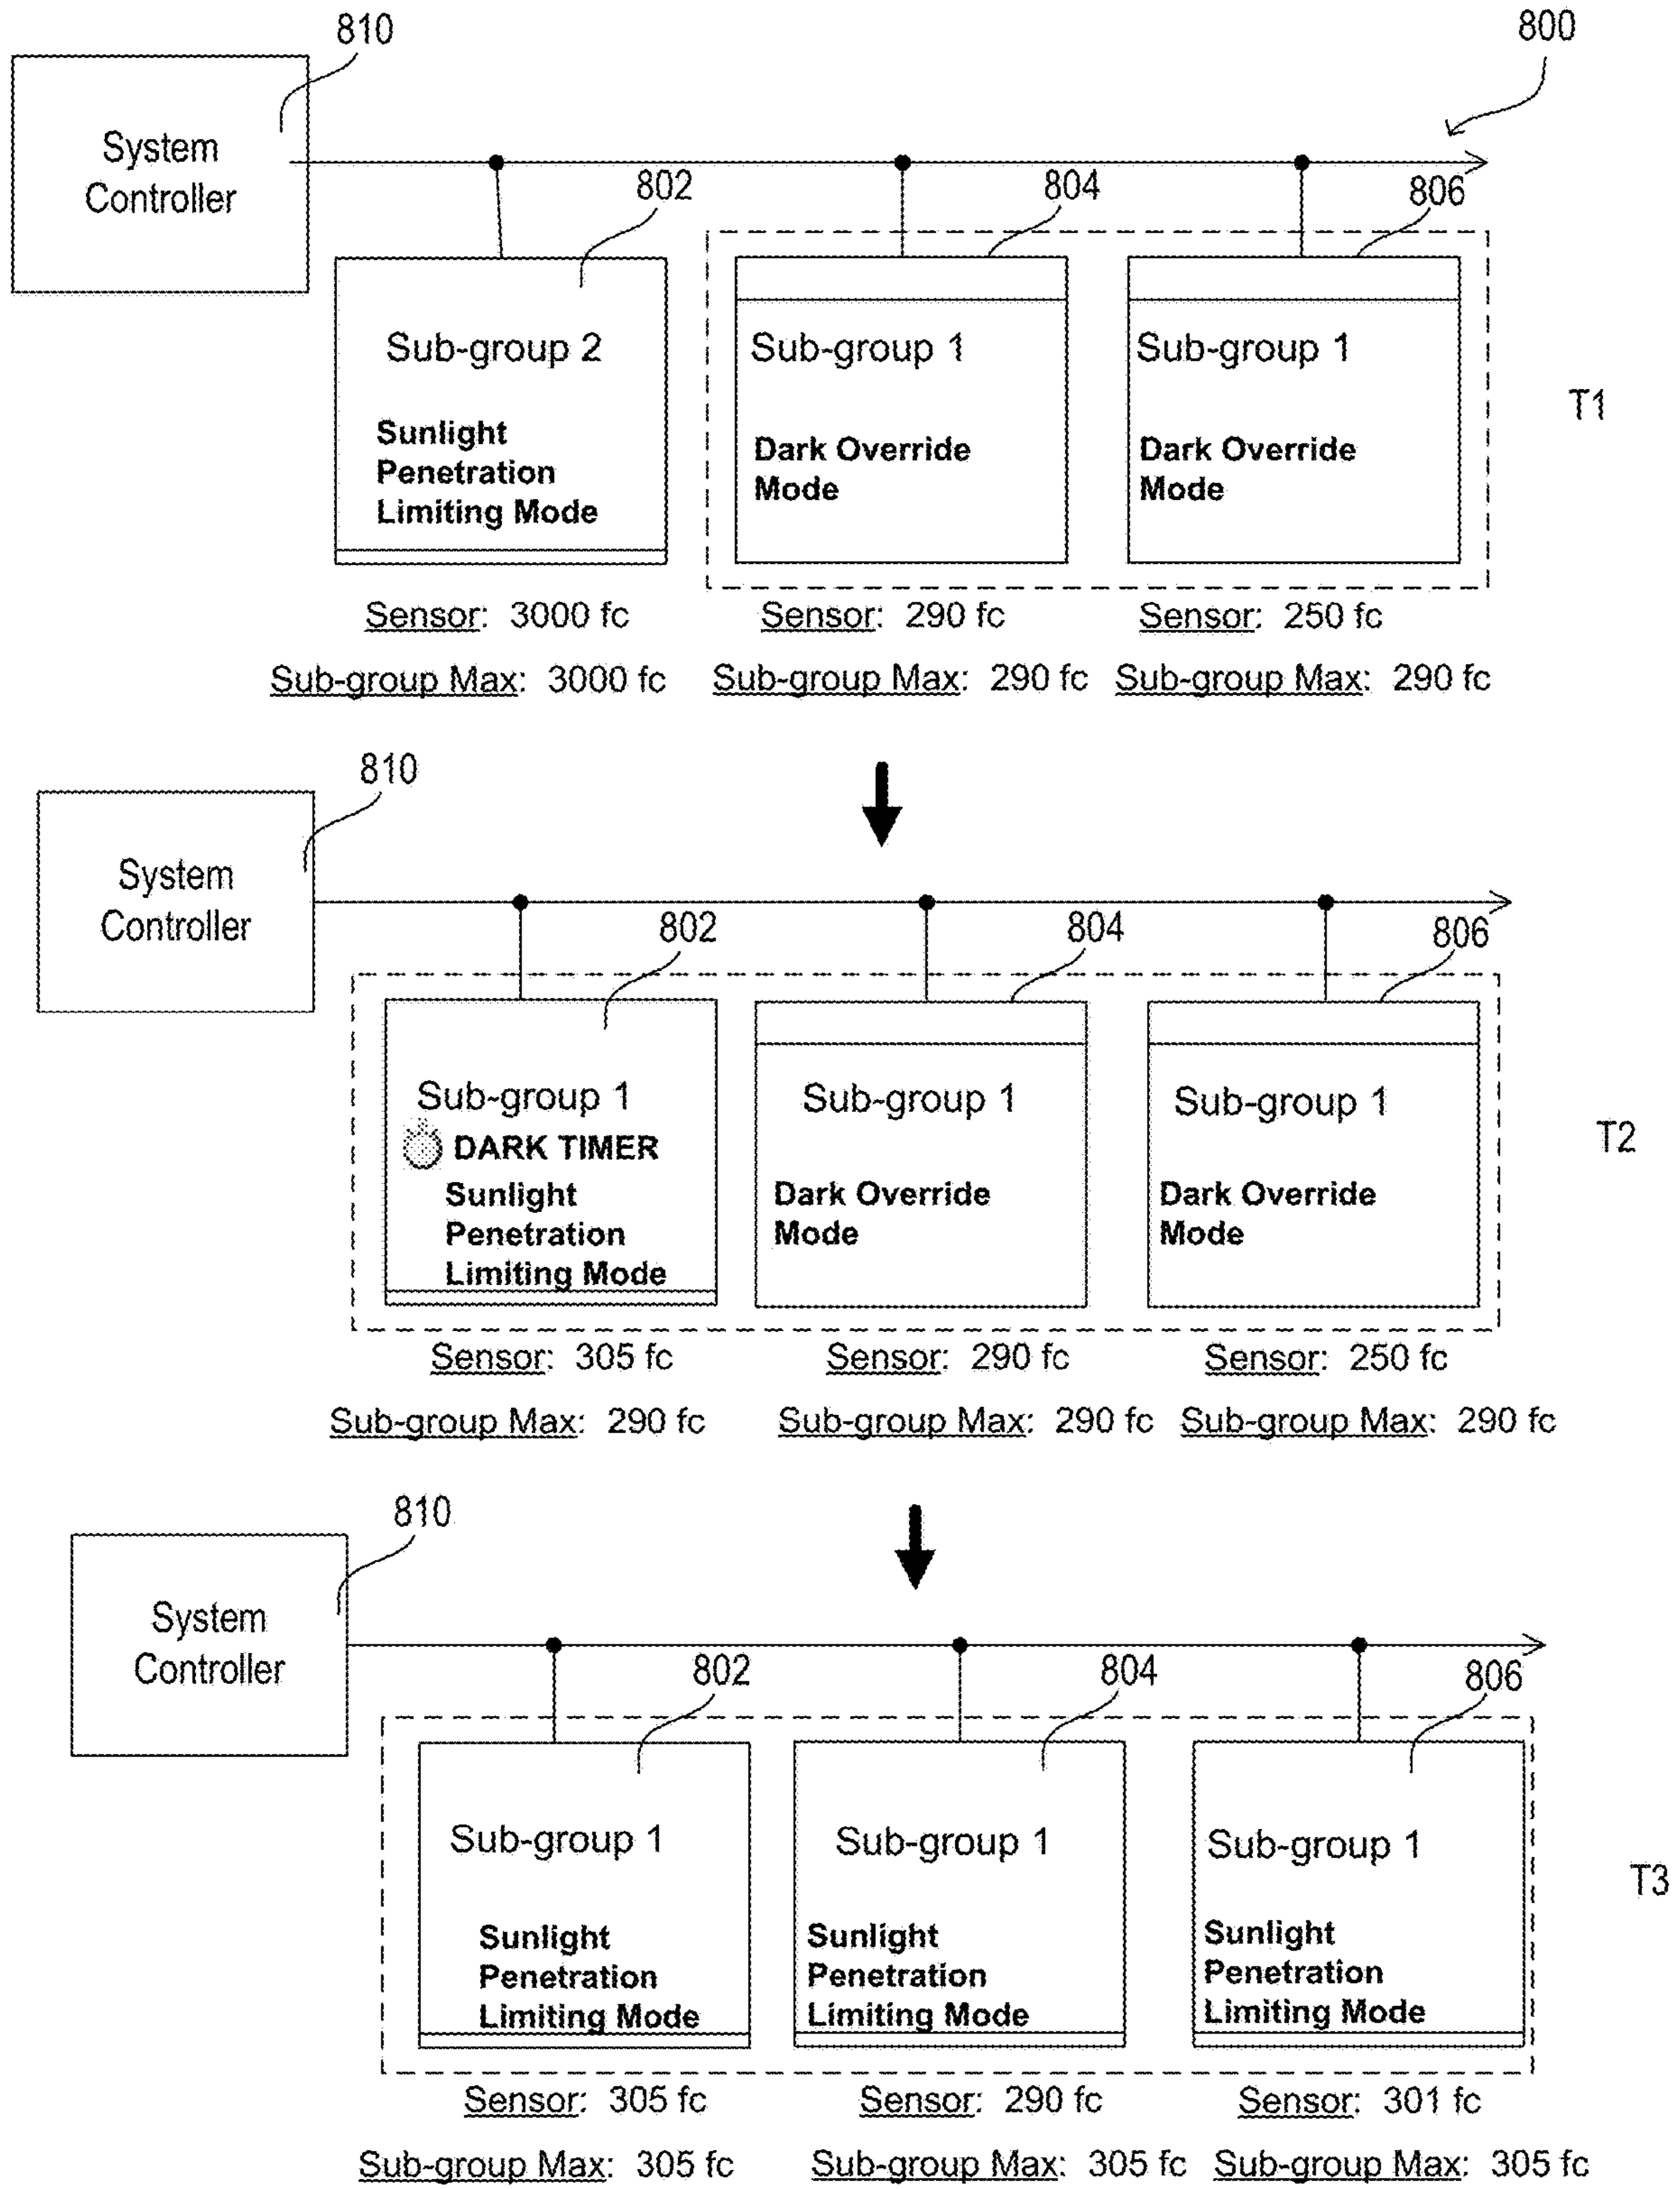 810
800
System
Controller
802
804
806
Sub-group 2
Sunlight
Penetration
Limiting Mode
Sub-group 1
Dark Override
Mode
Sub-group 1
Dark Override
Mode
T1
Sensor: 3000 fc
Sensor: 290 fc
Sensor: 250 fc
Sub-group Max: 3000 fc
Sub-group Max: 290 fc
Sub-group Max: 290 fc
810
System
Controller
802
804
806
Sub-group 1
DARK TIMER
Sunlight
Penetration
Limiting Mode
Sub-group 1
Dark Override
Mode
Sub-group 1
Dark Override
Mode
T2
Sensor: 305 fc
Sensor: 290 fc
Sensor: 250 fc
Sub-group Max: 290 fc
Sub-group Max: 290 fc
Sub-group Max: 290 fc
810
System
Controller
802
804
806
Sub-group 1
Sunlight
Penetration
Limiting Mode
Sub-group 1
Sunlight
Penetration
Limiting Mode
Sub-group 1
Sunlight
Penetration
Limiting Mode
T3
Sensor: 305 fc
Sensor: 290 fc
Sensor: 301 fc
Sub-group Max: 305 fc
Sub-group Max: 305 fc
Sub-group Max: 305 fc